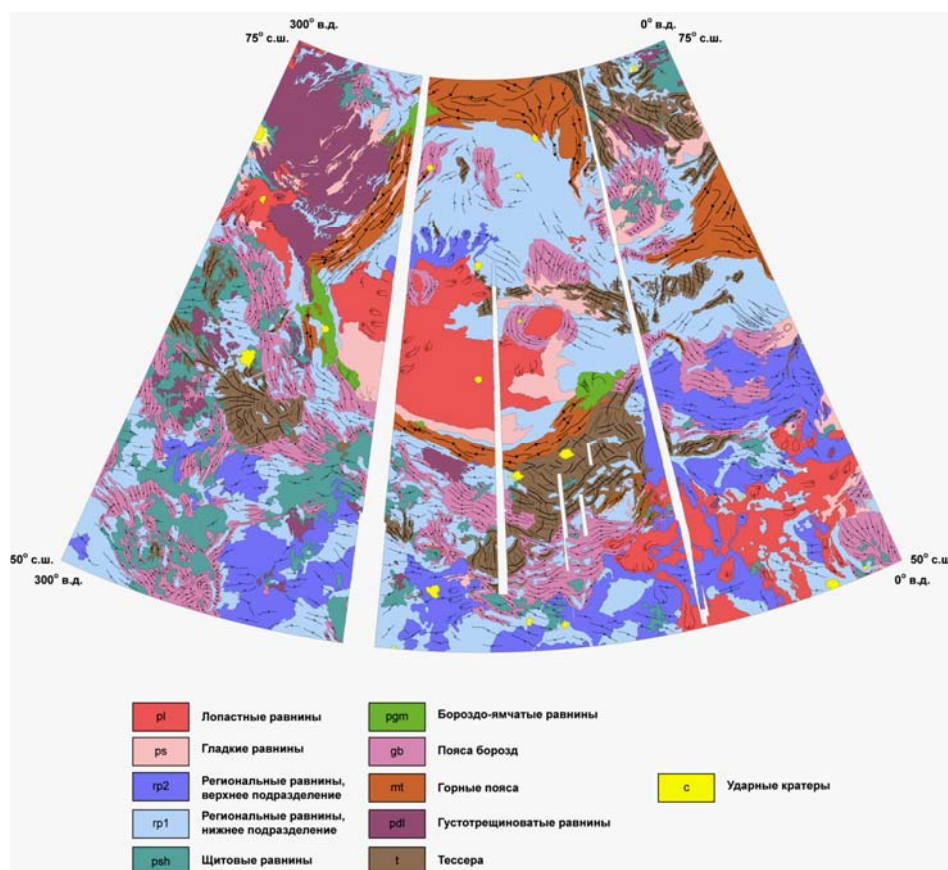 300° в.д.
0° в.д.
75° с.ш.
75° с.ш.
50° с.ш.
50° с.ш.
300° в.д.
0° в.д.
pl Лопастные равнины
ps Гладкие равнины
rp2 Региональные равнины,
верхнее подразделение
rp1 Региональные равнины,
нижнее подразделение
psh Щитовые равнины
pgm Бороздо-ямчатые равнины
gb Пояса борозд
mt Горные пояса
pdl Густотрещиноватые равнины
t Тессера
c Ударные кратеры